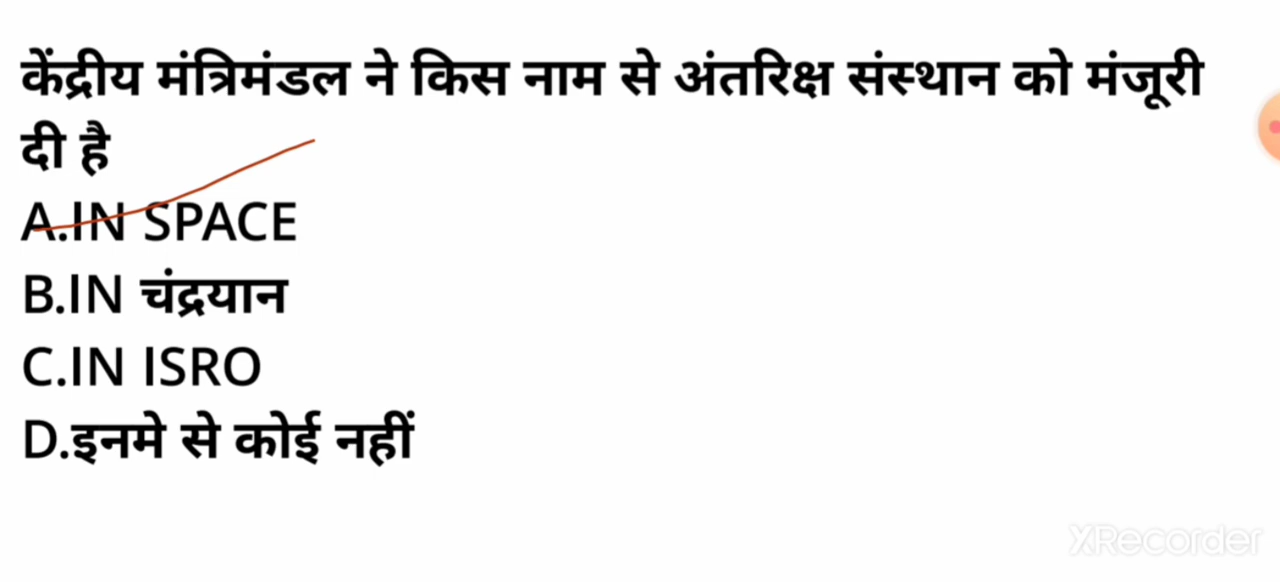 केंद्रीय मंत्रिमंडल ने किस नाम से अंतरिक्ष संस्थान को मंजूरी
दी है
A.IN SPACE
B.IN चंद्रयान
C.IN ISRO
D.इनमे से कोई नहीं
XRecorder